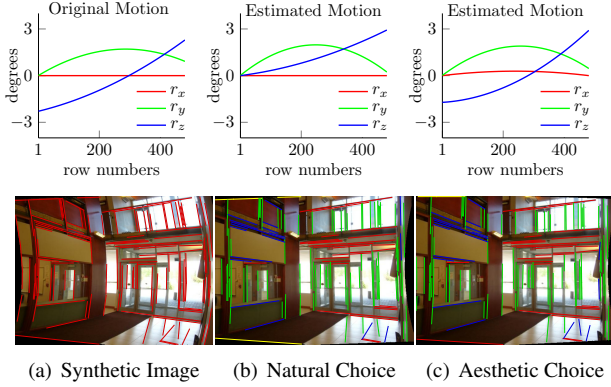 Original Motion
degrees
3
0
−3
r_x
r_y
r_z
1 200 400
row numbers
Estimated Motion
3
0
−3
r_x
r_y
r_z
1 200 400
row numbers
Estimated Motion
degrees
3
0
−3
r_x
r_y
r_z
1 200 400
row numbers
(a) Synthetic Image
(b) Natural Choice
(c) Aesthetic Choice